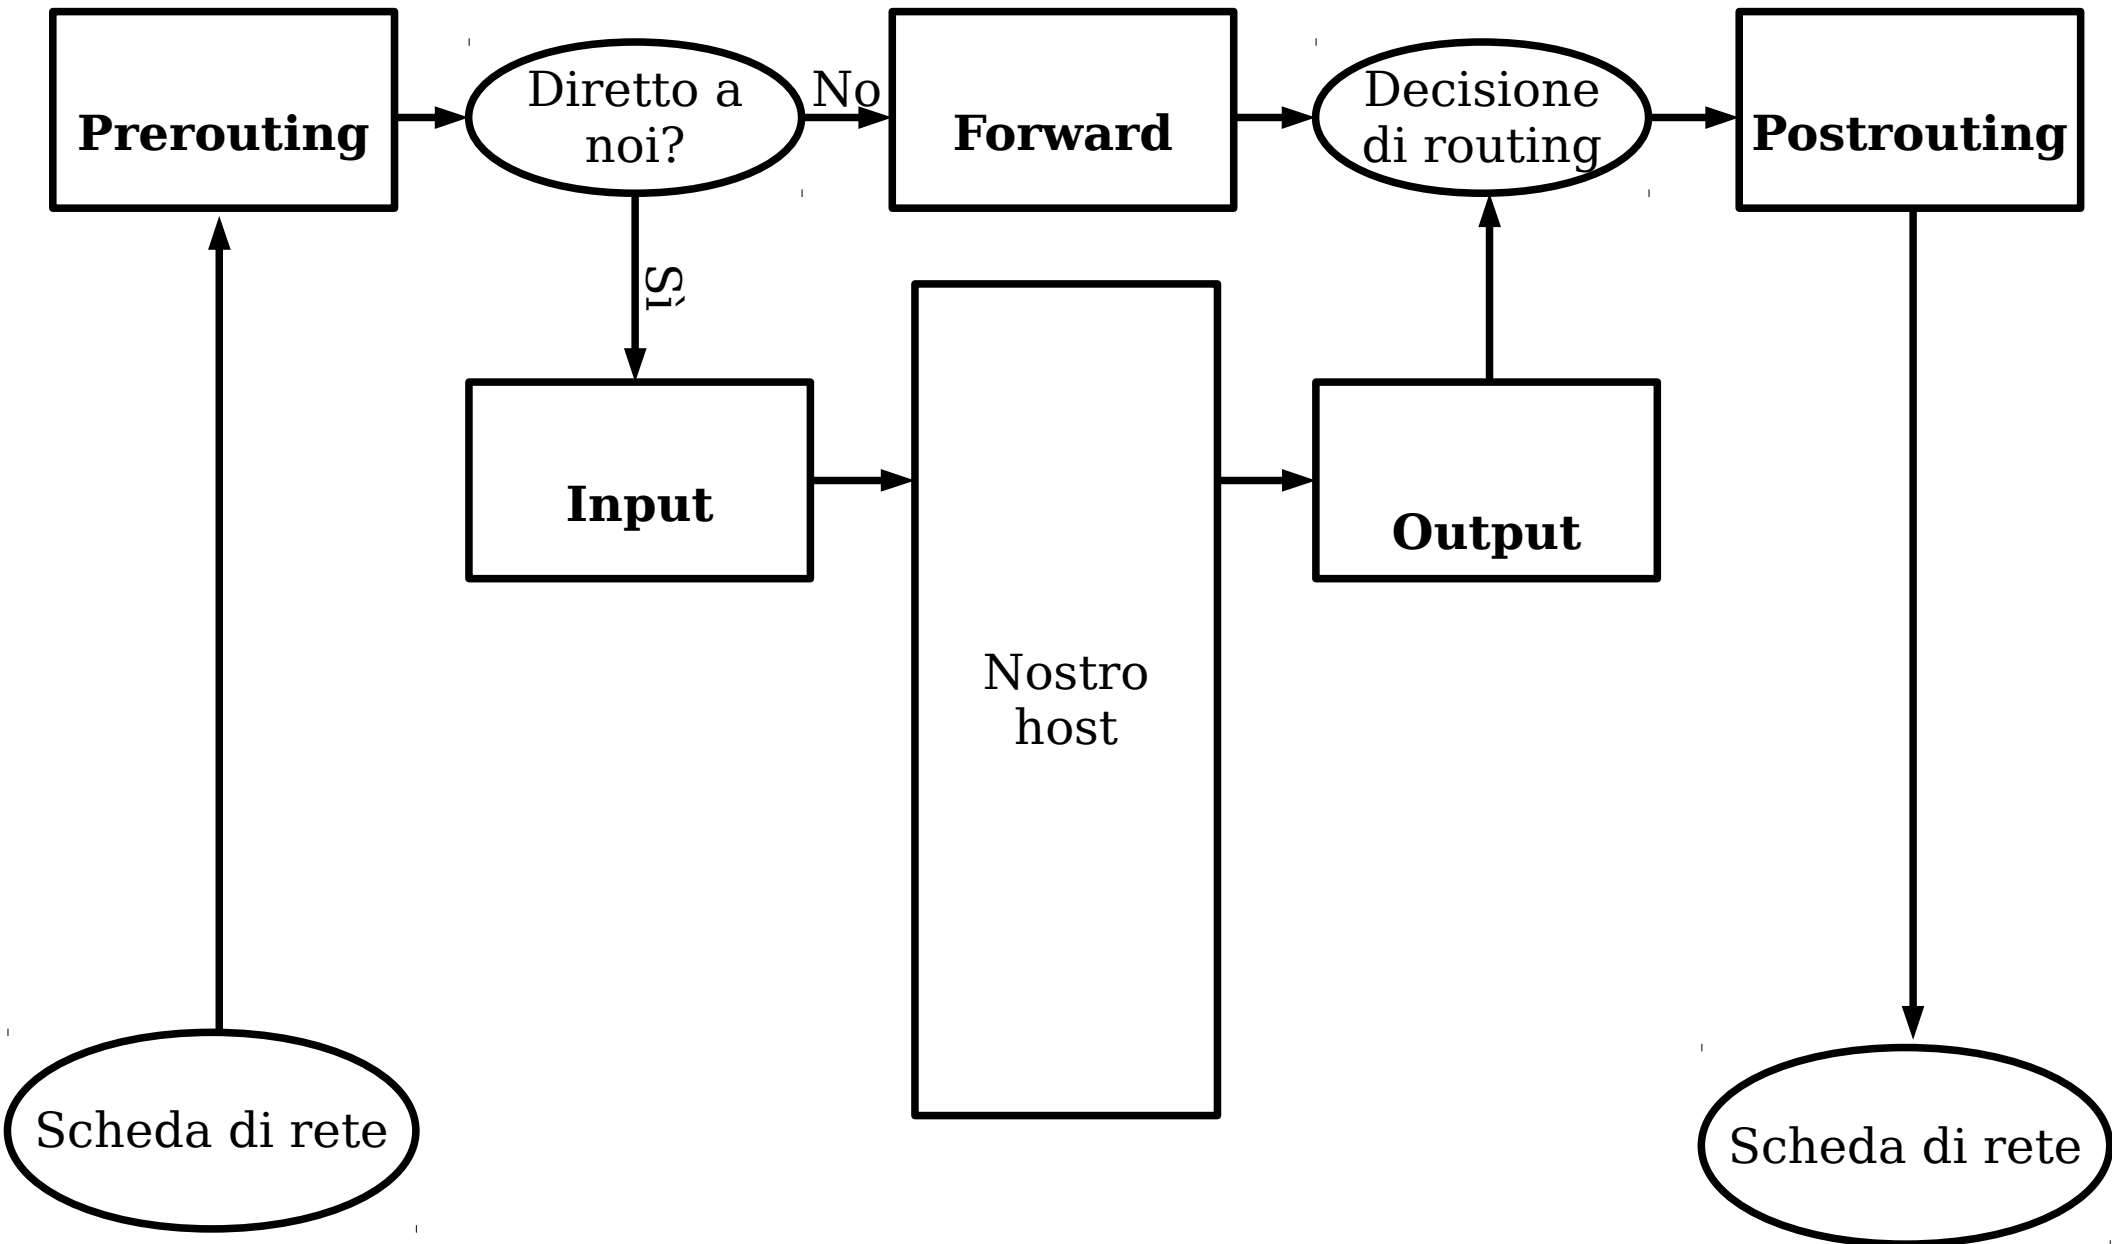 Prerouting
Diretto a
noi?
No
Forward
Decisione
di routing
Postrouting
Sì
Input
Output
Nostro
host
Scheda di rete
Scheda di rete